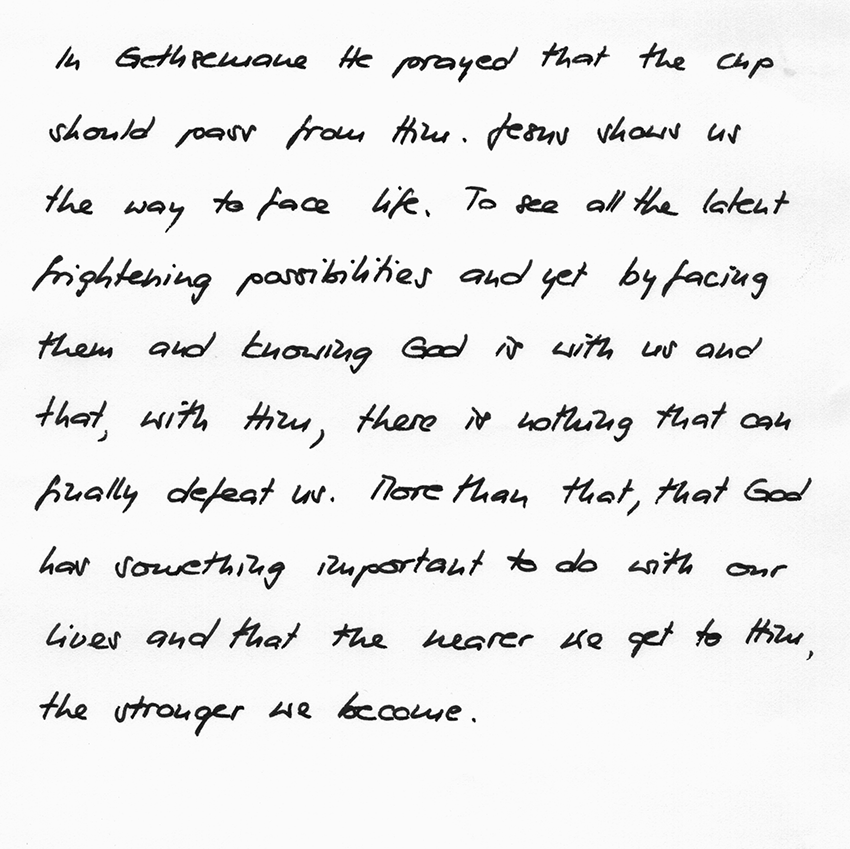 In Gethsemane He prayed that the cup
should pass from Him. Jesus shows us
the way to face life. To see all the latent
frightening possibilities and yet by facing
them and knowing God is with us and
that, with Him, there is nothing that can
finally defeat us. More than that, that God
has something important to do with our
lives and that the nearer we get to Him,
the stronger we become.